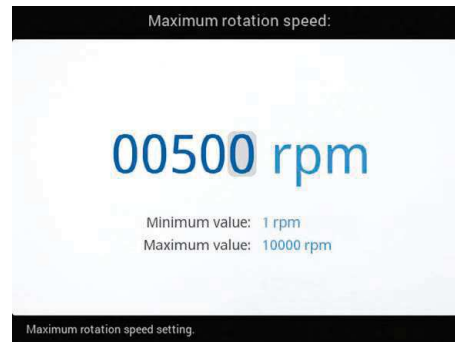 Maximum rotation speed:
00500 rpm
Minimum value: 1 rpm
Maximum value: 10000 rpm
Maximum rotation speed setting.